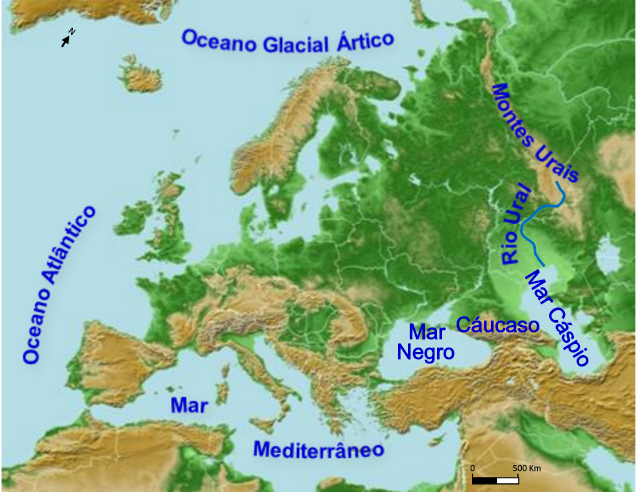 N
Oceano Glacial Ártico
Montes Urais
Rio Ural
Oceano Atlântico
Mar Cáspio
Cáucaso
Mar
Negro
Mar
Mediterrâneo
0 500 Km